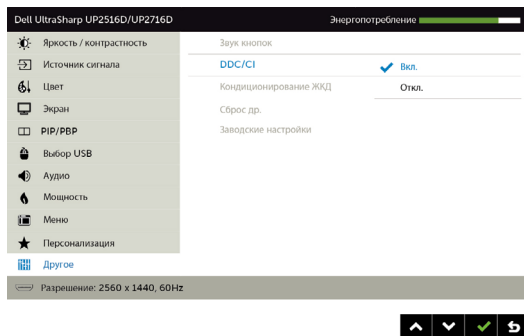 Dell UltraSharp UP2516D/UP2716D
Энергопотребление
Яркость / контрастность
Звук кнопок
Источник сигнала
DDC/CI
Вкл.
Цвет
Кондиционирование ЖКД
Откл.
Экран
Сброс др.
PIP/PBP
Заводские настройки
Выбор USB
Аудио
Мощность
Меню
Персонализация
Другое
Разрешение: 2560 x 1440, 60Hz